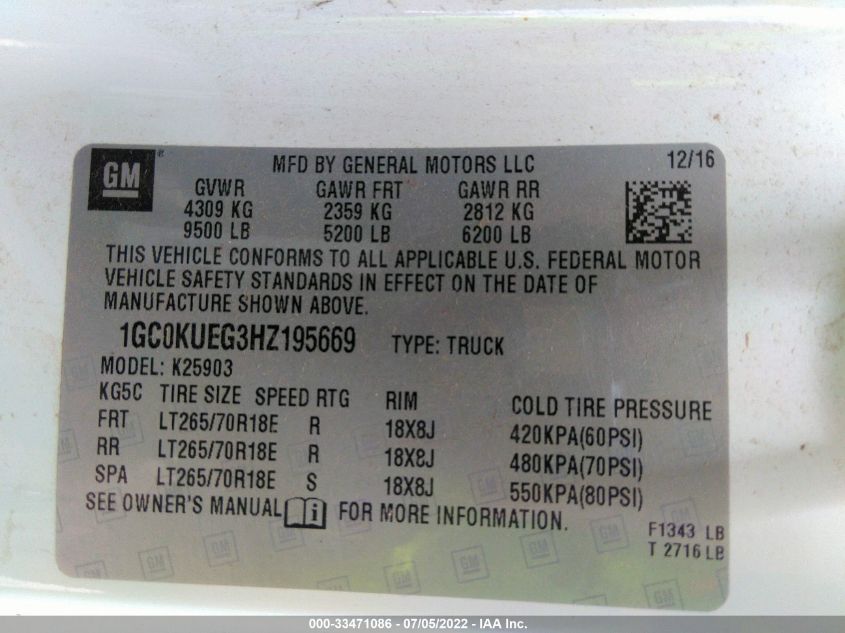 GM ® MFD BY GENERAL MOTORS LLC 12/16
GVWR GAWR FRT GAWR RR
4309 KG 2359 KG 2812 KG
9500 LB 5200 LB 6200 LB
THIS VEHICLE CONFORMS TO ALL APPLICABLE U.S. FEDERAL MOTOR
VEHICLE SAFETY STANDARDS IN EFFECT ON THE DATE OF
MANUFACTURE SHOWN ABOVE.
1GC0KUEG3HZ195669 TYPE: TRUCK
MODEL: K25903
KG5C TIRE SIZE SPEED RTG RIM COLD TIRE PRESSURE
FRT LT265/70R18E R 18X8J 420KPA(60PSI)
RR LT265/70R18E R 18X8J 480KPA(70PSI)
SPA LT265/70R18E S 18X8J 550KPA(80PSI)
SEE OWNER'S MANUAL i FOR MORE INFORMATION.
F1343 LB
T 2716 LB
000-33471086 - 07/05/2022 - IAA Inc.